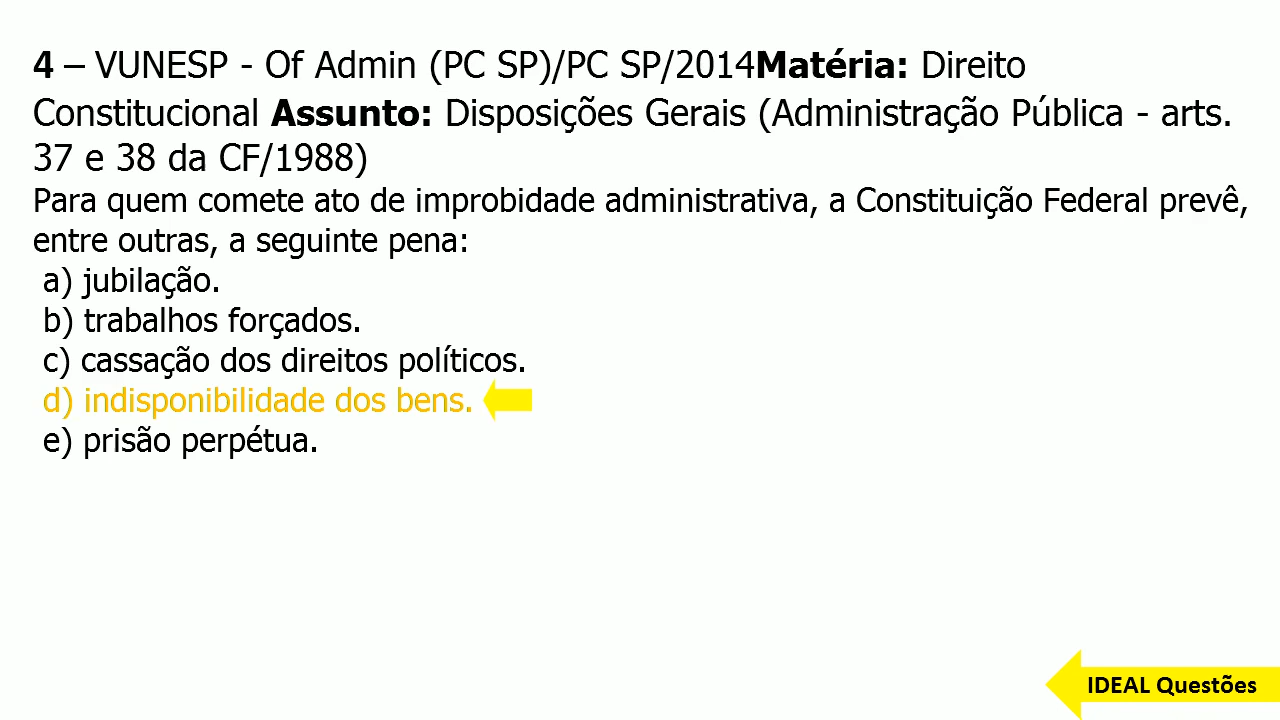 4 – VUNESP - Of Admin (PC SP)/PC SP/2014Matéria: Direito
Constitucional Assunto: Disposições Gerais (Administração Pública - arts.
37 e 38 da CF/1988)
Para quem comete ato de improbidade administrativa, a Constituição Federal prevê,
entre outras, a seguinte pena:
a) jubilação.
b) trabalhos forçados.
c) cassação dos direitos políticos.
d) indisponibilidade dos bens.
e) prisão perpétua.
IDEAL Questões